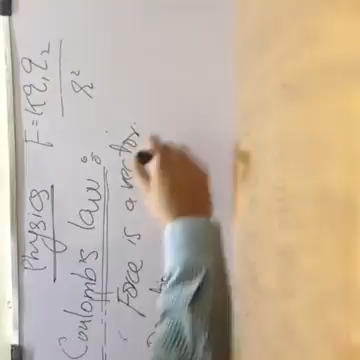 Physics F = Kq₁q₂
r²
Coulomb's law :
Force is a vector.